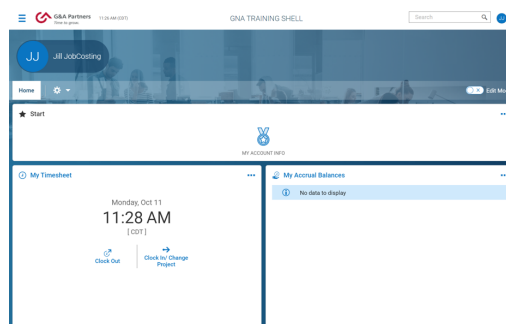 G&A Partners
Time to grow.
11:28 AM (CDT)
GNA TRAINING SHELL
Search
JJ
JJ
Jill JobCosting
Home
Edit Mo
Start
MY ACCOUNT INFO
My Timesheet
Monday, Oct 11
11:28 AM
[ CDT ]
Clock Out
Clock In/ Change
Project
My Accrual Balances
No data to display